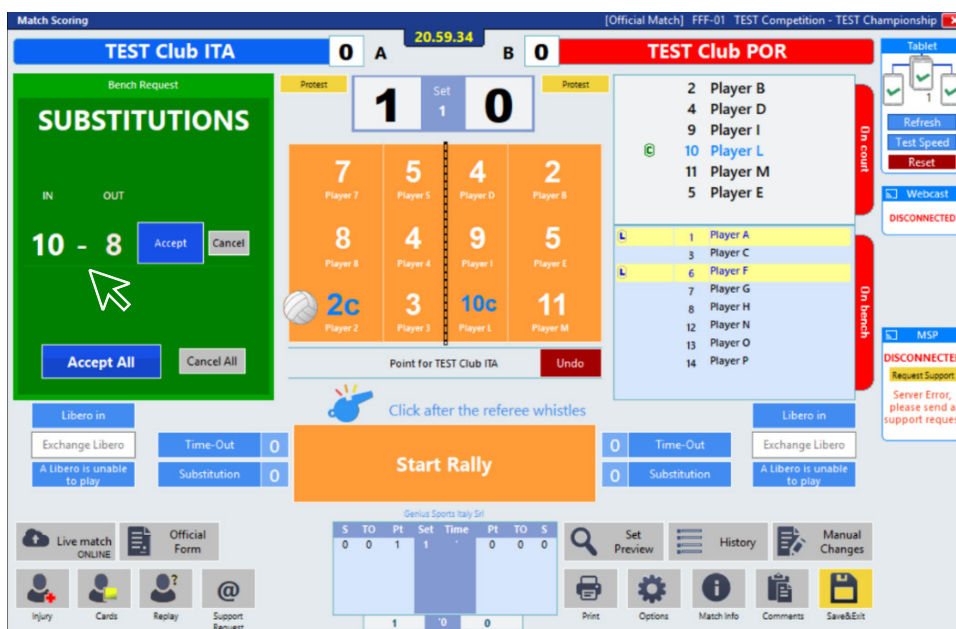 Match Scoring
[Official Match] FFF-01 TEST Competition - TEST Championship
TEST Club ITA
0 A
20.59.34
B 0
TEST Club POR
Tablet
1
Refresh
Test Speed
Reset
Webcast
DISCONNECTED
MSP
DISCONNECTED
Request Support
Server Error,
please send a
support reques
Bench Request
SUBSTITUTIONS
IN OUT
10 - 8 Accept Cancel
Accept All Cancel All
Protest
1 Set 1 0
Protest
7 5 4 2
Player 7 Player 5 Player D Player B
8 4 9 5
Player 8 Player 4 Player I Player E
2c 3 10c 11
Player 2 Player 3 Player L Player M
Point for TEST Club ITA Undo
2 Player B
4 Player D
9 Player I
C 10 Player L
11 Player M
5 Player E
On court
L 1 Player A
3 Player C
L 6 Player F
7 Player G
8 Player H
12 Player N
13 Player O
14 Player P
On bench
Click after the referee whistles
Start Rally
Libero in
Exchange Libero
A Libero is unable
to play
Time-Out 0
Substitution 0
0 Time-Out
0 Substitution
Libero in
Exchange Libero
A Libero is unable
to play
Genius Sports Italy Srl
S TO Pt Set Time Pt TO S
0 0 1 1 ' 0 0 0
1 '0 0
Live match
ONLINE
Official
Form
Set
Preview
History
Manual
Changes
Injury
Cards
?
Replay
@
Support
Request
Print
Options
Match info
Comments
Save&Exit